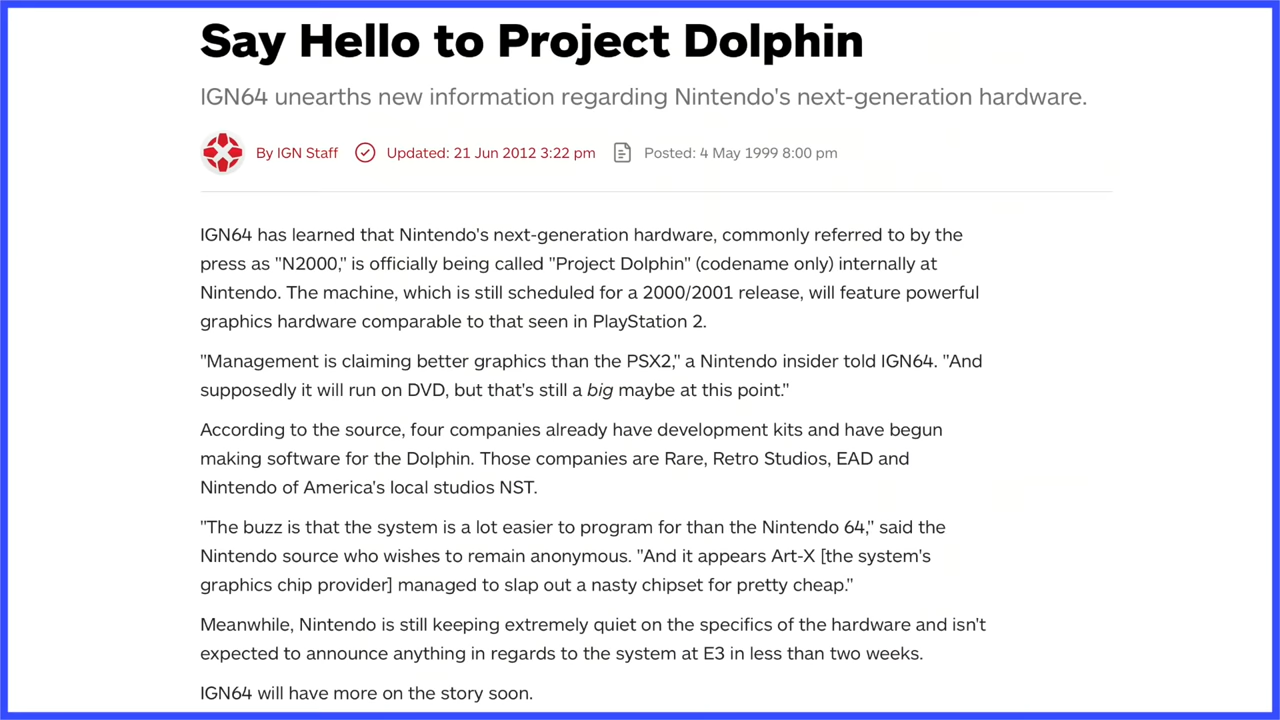 Say Hello to Project Dolphin
IGN64 unearths new information regarding Nintendo's next-generation hardware.
By IGN Staff Updated: 21 Jun 2012 3:22 pm Posted: 4 May 1999 8:00 pm
IGN64 has learned that Nintendo's next-generation hardware, commonly referred to by the
press as "N2000," is officially being called "Project Dolphin" (codename only) internally at
Nintendo. The machine, which is still scheduled for a 2000/2001 release, will feature powerful
graphics hardware comparable to that seen in PlayStation 2.
"Management is claiming better graphics than the PSX2," a Nintendo insider told IGN64. "And
supposedly it will run on DVD, but that's still a big maybe at this point."
According to the source, four companies already have development kits and have begun
making software for the Dolphin. Those companies are Rare, Retro Studios, EAD and
Nintendo of America's local studios NST.
"The buzz is that the system is a lot easier to program for than the Nintendo 64," said the
Nintendo source who wishes to remain anonymous. "And it appears Art-X [the system's
graphics chip provider] managed to slap out a nasty chipset for pretty cheap."
Meanwhile, Nintendo is still keeping extremely quiet on the specifics of the hardware and isn't
expected to announce anything in regards to the system at E3 in less than two weeks.
IGN64 will have more on the story soon.